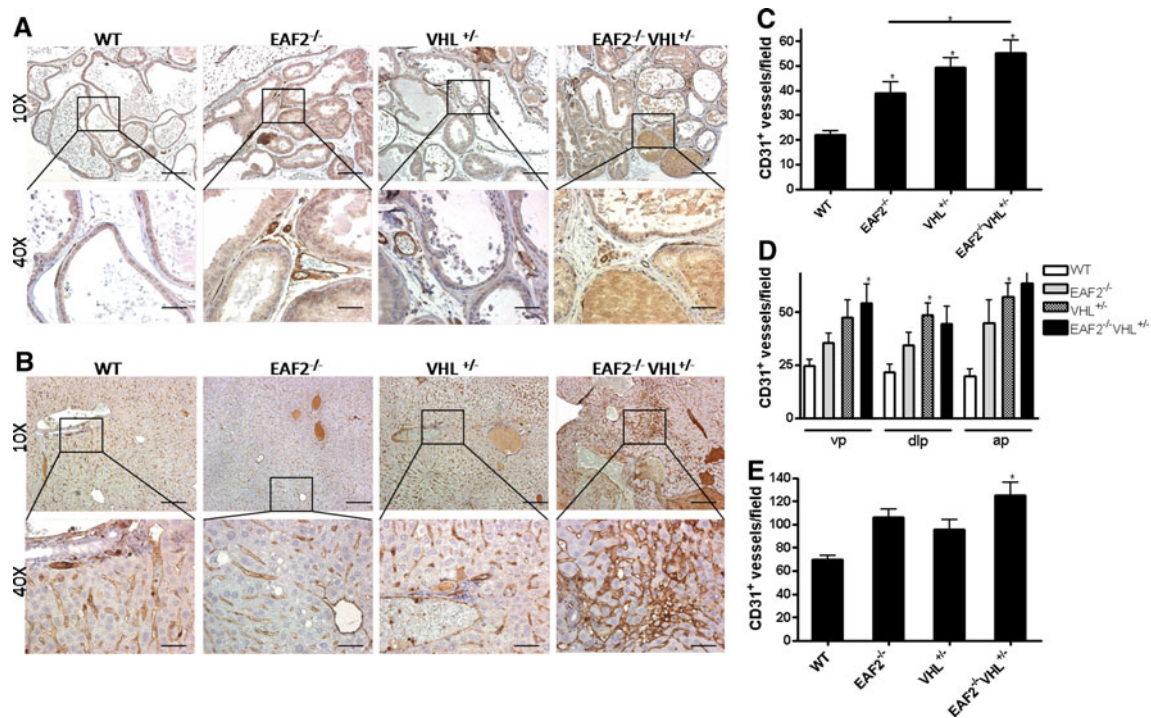 A
WT EAF2-/- VHL +/- EAF2-/- VHL+/-
10X
40X
B
WT EAF2-/- VHL +/- EAF2-/- VHL+/-
10X
40X
C
CD31+ vessels/field
60
50
40
30
20
10
0
* * * *
WT EAF2-/- VHL+/- EAF2-/-VHL+/-
D
CD31+ vessels/field
50
25
0
* * *
vp dlp ap
WT
EAF2-/-
VHL+/-
EAF2-/-VHL+/-
E
CD31+ vessels/field
140
120
100
80
60
40
20
0
*
WT EAF2-/- VHL+/- EAF2-/-VHL+/-